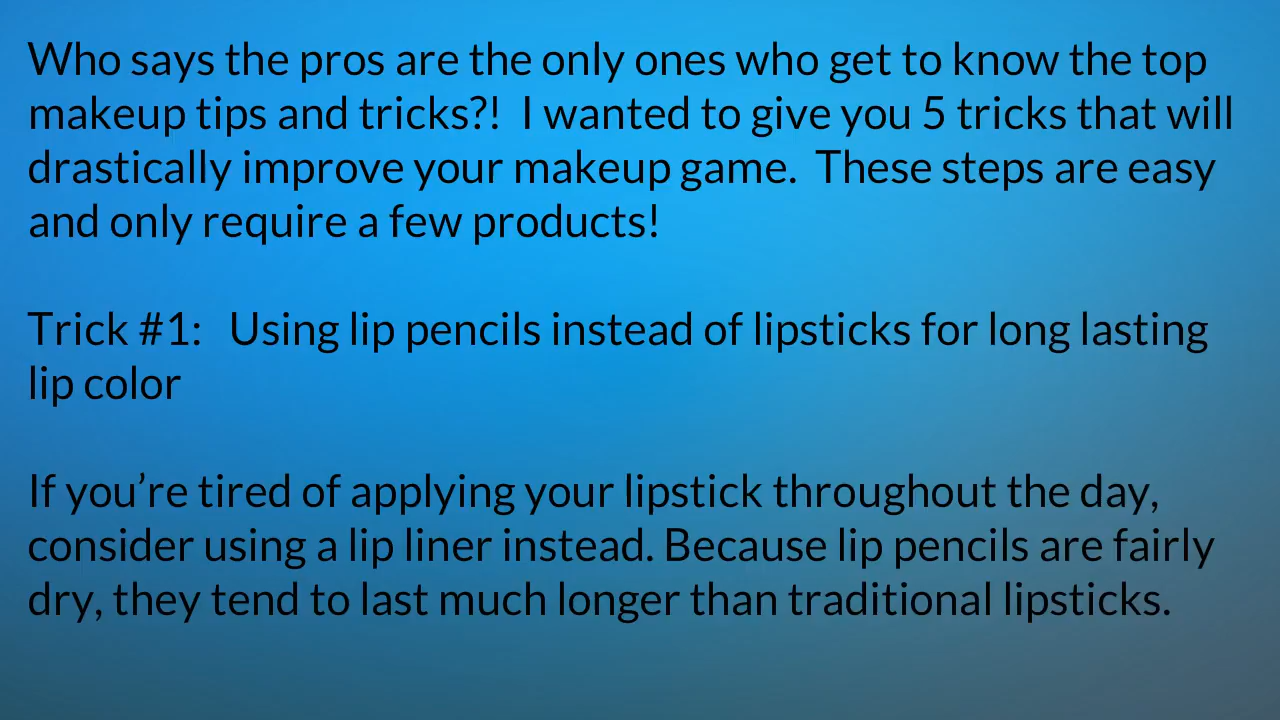 Who says the pros are the only ones who get to know the top
makeup tips and tricks?!  I wanted to give you 5 tricks that will
drastically improve your makeup game.  These steps are easy
and only require a few products!
Trick #1:   Using lip pencils instead of lipsticks for long lasting
lip color
If you’re tired of applying your lipstick throughout the day,
consider using a lip liner instead. Because lip pencils are fairly
dry, they tend to last much longer than traditional lipsticks.